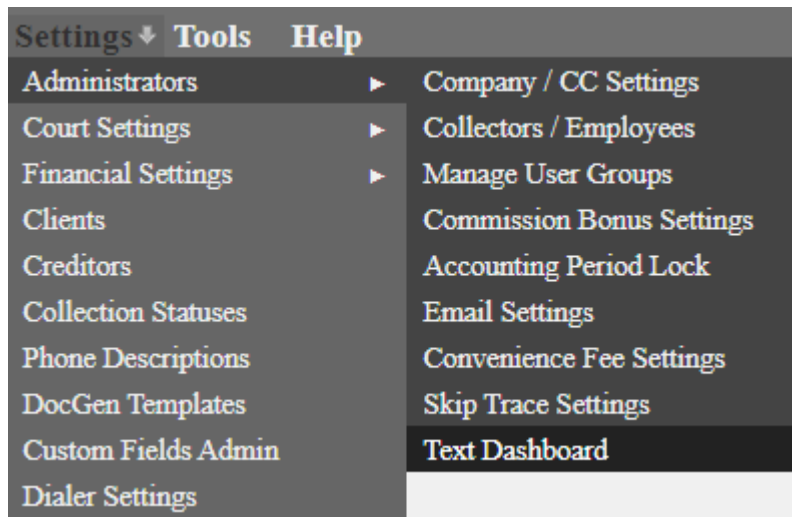 Settings Tools Help
Administrators
Court Settings
Financial Settings
Clients
Creditors
Collection Statuses
Phone Descriptions
DocGen Templates
Custom Fields Admin
Dialer Settings
Company / CC Settings
Collectors / Employees
Manage User Groups
Commission Bonus Settings
Accounting Period Lock
Email Settings
Convenience Fee Settings
Skip Trace Settings
Text Dashboard